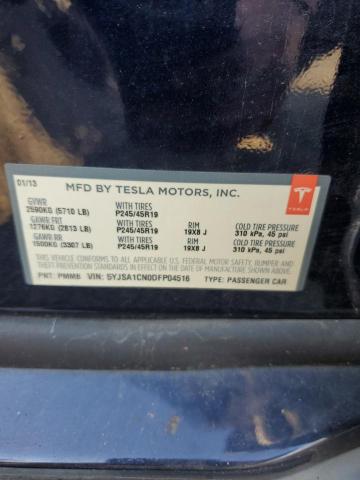 01/13
MFD BY TESLA MOTORS, INC.
TESLA
GVWR WITH TIRES
2590KG (5710 LB) P245/45R19
GAWR FRT WITH TIRES RIM COLD TIRE PRESSURE
1276KG (2813 LB) P245/45R19 19X8 J 310 kPa, 45 psi
GAWR RR WITH TIRES RIM COLD TIRE PRESSURE
1500KG (3307 LB) P245/45R19 19X8 J 310 kPa, 45 psi
THIS VEHICLE CONFORMS TO ALL APPLICABLE
U.S. FEDERAL MOTOR VEHICLE SAFETY, BUMPER,
AND THEFT PREVENTION STANDARDS IN EFFECT ON
THE DATE OF MANUFACTURE SHOWN ABOVE.
PNT: PMMB VIN: 5YJSA1CN0DFP04516 TYPE: PASSENGER CAR